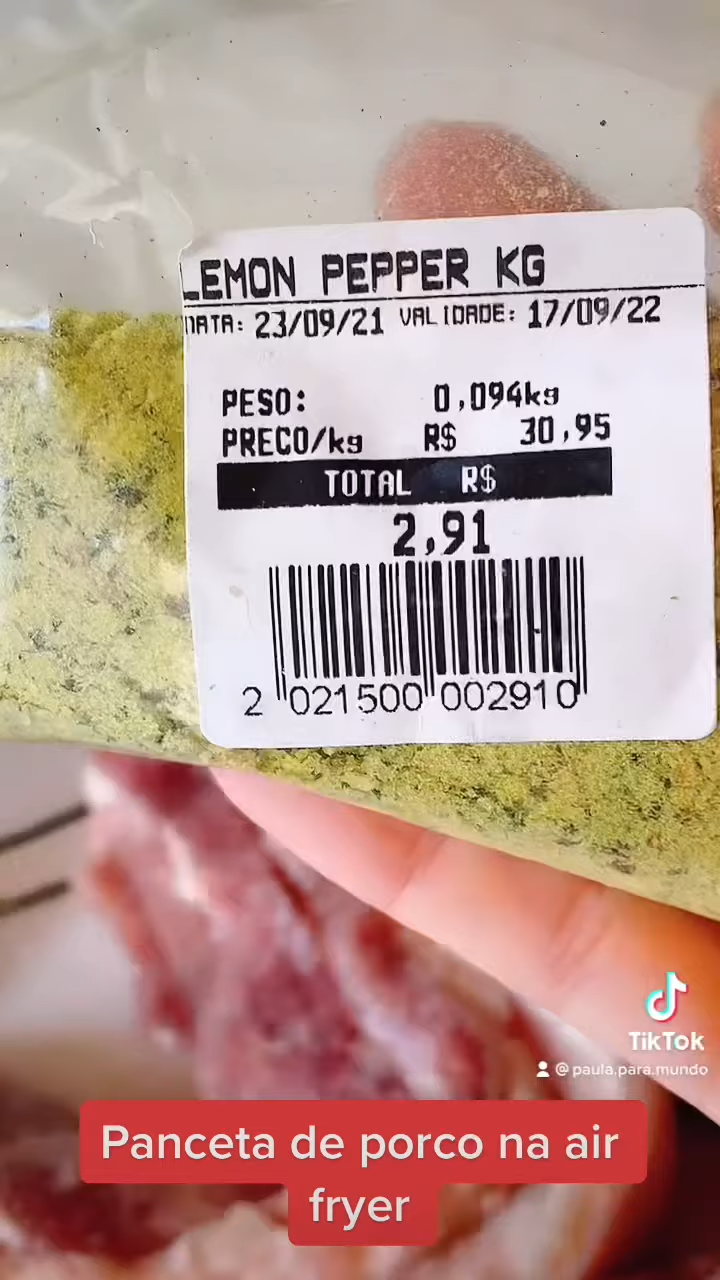 LEMON PEPPER KG
DATA: 23/09/21 VALIDADE: 17/09/22
PESO: 0,094kg
PRECO/kg R$ 30,95
TOTAL R$
2,91
2 021500 002910
TikTok
@ paula.para.mundo
Panceta de porco na air
fryer